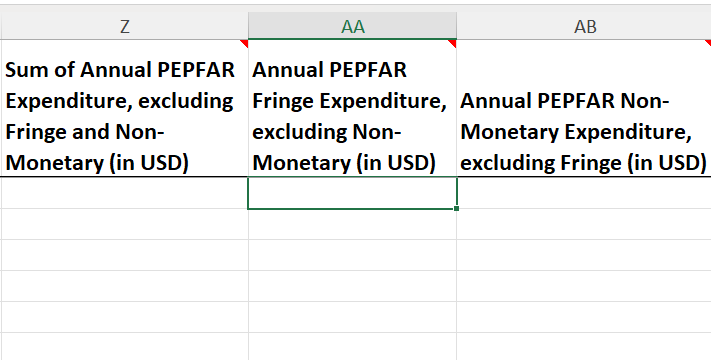 Z AA AB
Sum of Annual PEPFAR
Expenditure, excluding
Fringe and Non-
Monetary (in USD)
Annual PEPFAR
Fringe Expenditure,
excluding Non-
Monetary (in USD)
Annual PEPFAR Non-
Monetary Expenditure,
excluding Fringe (in USD)